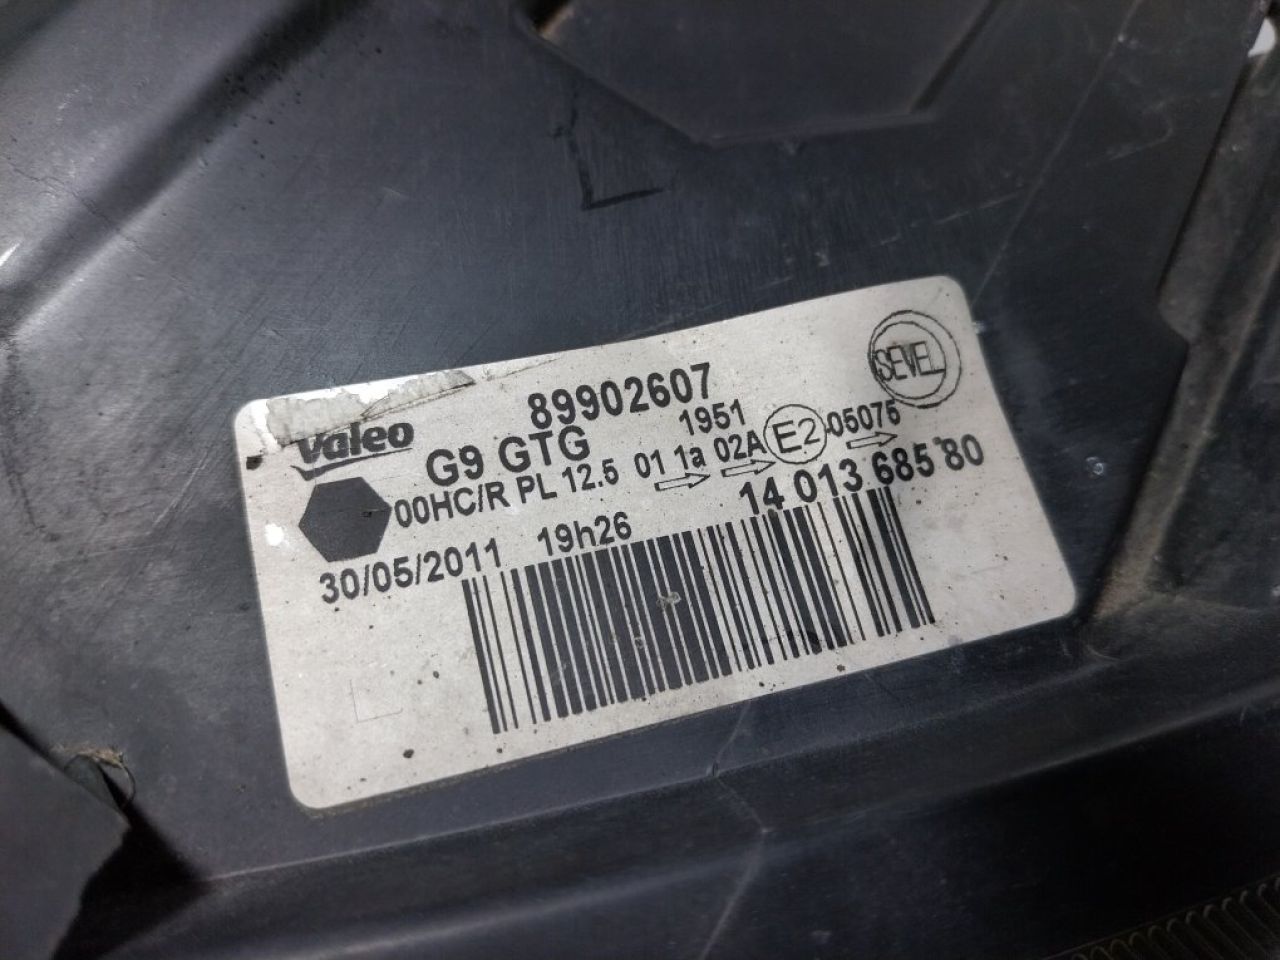 89902607
SEVEL
Valeo
G9 GTG
1951
00HC/R PL 12.5 01 1a 02A E2 -05075
14 013 685 80
30/05/2011 19h26
L